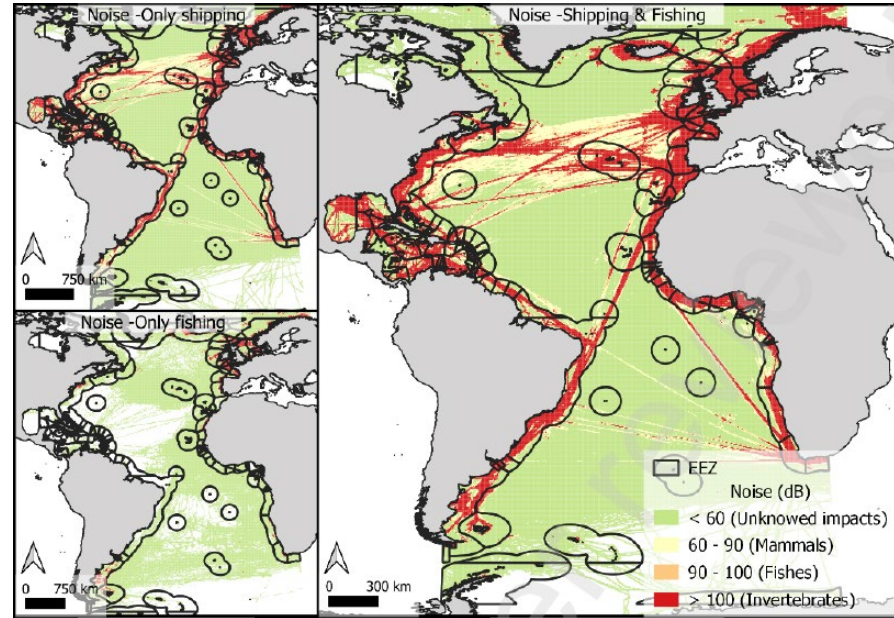 Noise -Only shipping
0
750 km
Noise -Only fishing
0
750 km
Noise -Shipping & Fishing
0
300 km
EEZ
Noise (dB)
< 60 (Unknowed impacts)
60 - 90 (Mammals)
90 - 100 (Fishes)
> 100 (Invertebrates)